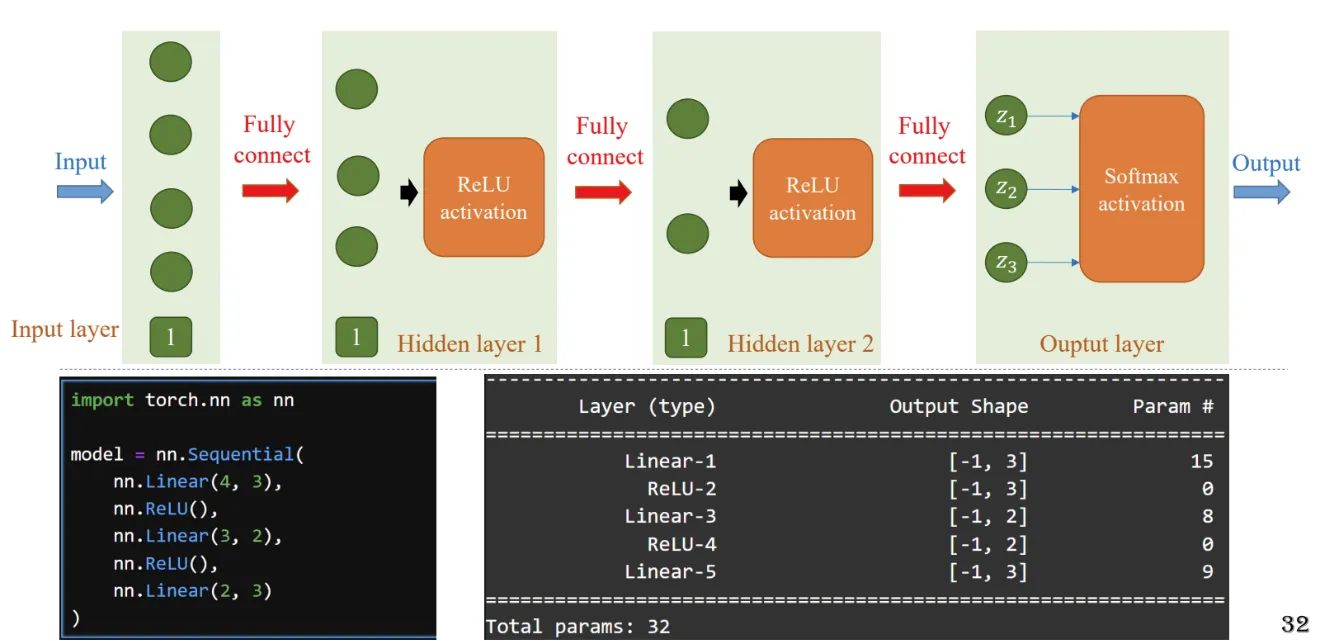 Input
Input layer
1
Fully
connect
ReLU
activation
1
Hidden layer 1
Fully
connect
ReLU
activation
1
Hidden layer 2
Fully
connect
z₁
z₂
z₃
Softmax
activation
Ouptut layer
Output
import torch.nn as nn
model = nn.Sequential(
    nn.Linear(4, 3),
    nn.ReLU(),
    nn.Linear(3, 2),
    nn.ReLU(),
    nn.Linear(2, 3)
)
----------------------------------------------------------------
Layer (type) Output Shape Param #
================================================================
Linear-1 [-1, 3] 15
ReLU-2 [-1, 3] 0
Linear-3 [-1, 2] 8
ReLU-4 [-1, 2] 0
Linear-5 [-1, 3] 9
================================================================
Total params: 32
32